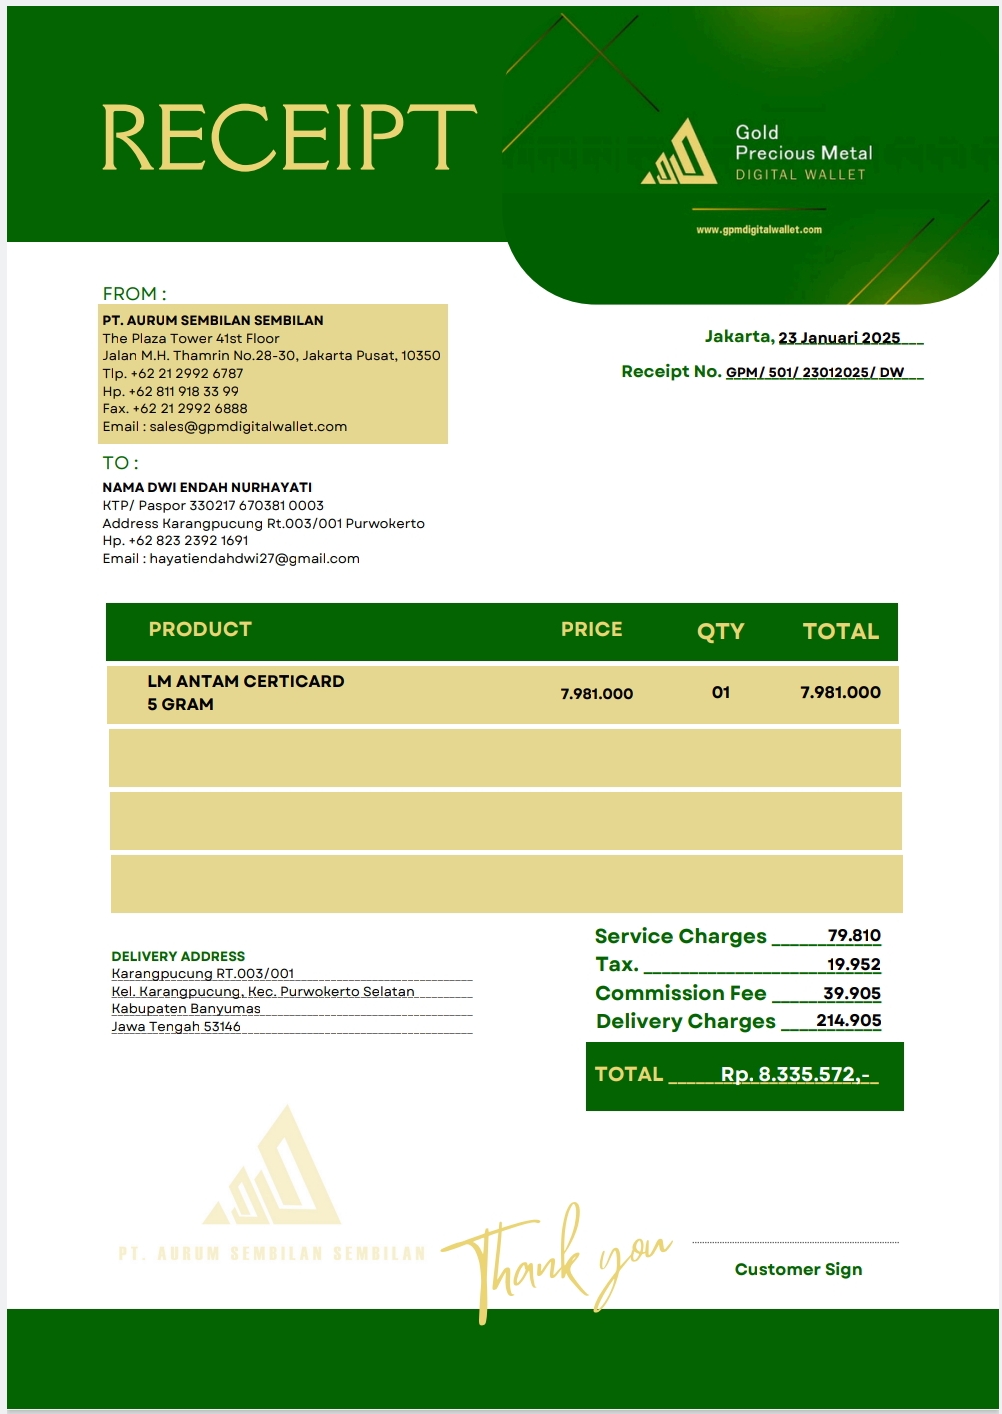 RECEIPT
Gold
Precious Metal
DIGITAL WALLET
www.gpmdigitalwallet.com
FROM :
PT. AURUM SEMBILAN SEMBILAN
The Plaza Tower 41st Floor
Jalan M.H. Thamrin No.28-30, Jakarta Pusat, 10350
Tlp. +62 21 2992 6787
Hp. +62 811 918 33 99
Fax. +62 21 2992 6888
Email : sales@gpmdigitalwallet.com
Jakarta, 23 Januari 2025
Receipt No. GPM/ 501/ 23012025/ DW
TO :
NAMA DWI ENDAH NURHAYATI
KTP/ Paspor 330217 670381 0003
Address Karangpucung Rt.003/001 Purwokerto
Hp. +62 823 2392 1691
Email : hayatiendahdwi27@gmail.com
PRODUCT PRICE QTY TOTAL
LM ANTAM CERTICARD
5 GRAM 7.981.000 01 7.981.000
Service Charges 79.810
Tax. 19.952
Commission Fee 39.905
Delivery Charges 214.905
TOTAL Rp. 8.335.572,-
DELIVERY ADDRESS
Karangpucung RT.003/001
Kel. Karangpucung, Kec. Purwokerto Selatan
Kabupaten Banyumas
Jawa Tengah 53146
PT. AURUM SEMBILAN SEMBILAN
Thank you
Customer Sign